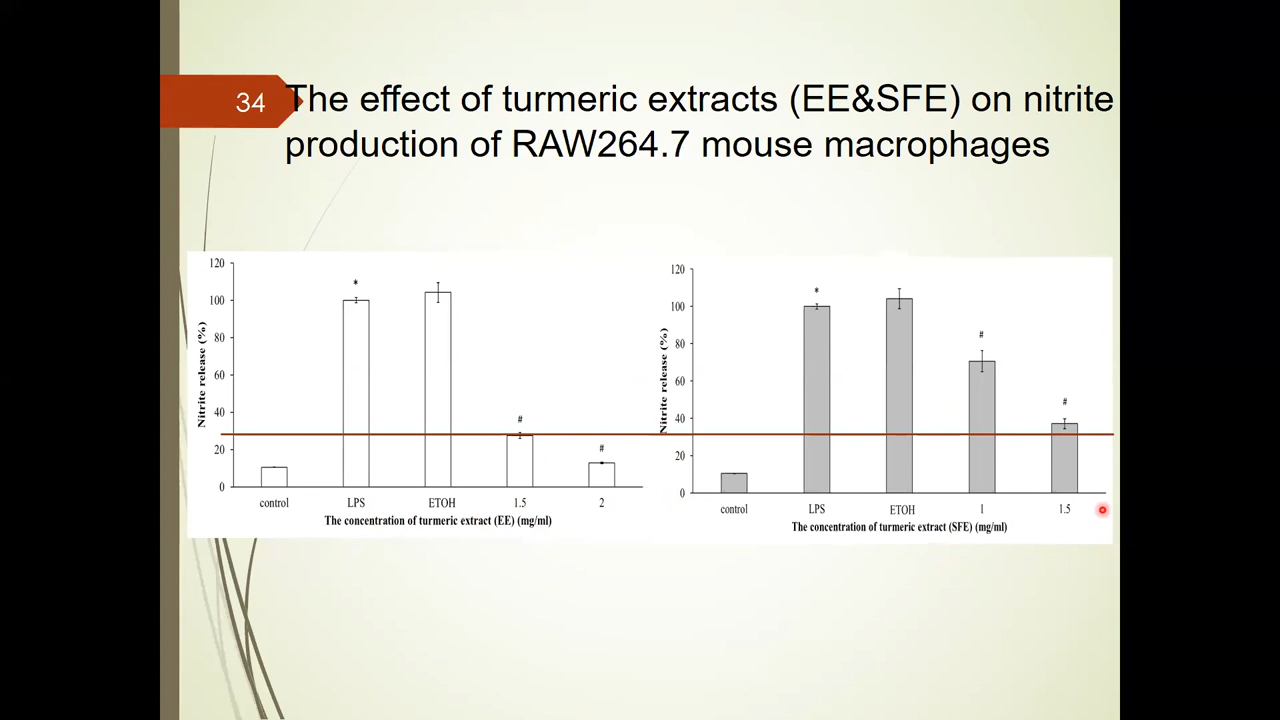 34
The effect of turmeric extracts (EE&SFE) on nitrite
production of RAW264.7 mouse macrophages
Nitrite release (%)
120
100
80
60
40
20
0
*
#
#
control LPS ETOH 1.5 2
The concentration of turmeric extract (EE) (mg/ml)
Nitrite release (%)
120
100
80
60
40
20
0
*
#
#
control LPS ETOH 1 1.5
The concentration of turmeric extract (SFE) (mg/ml)